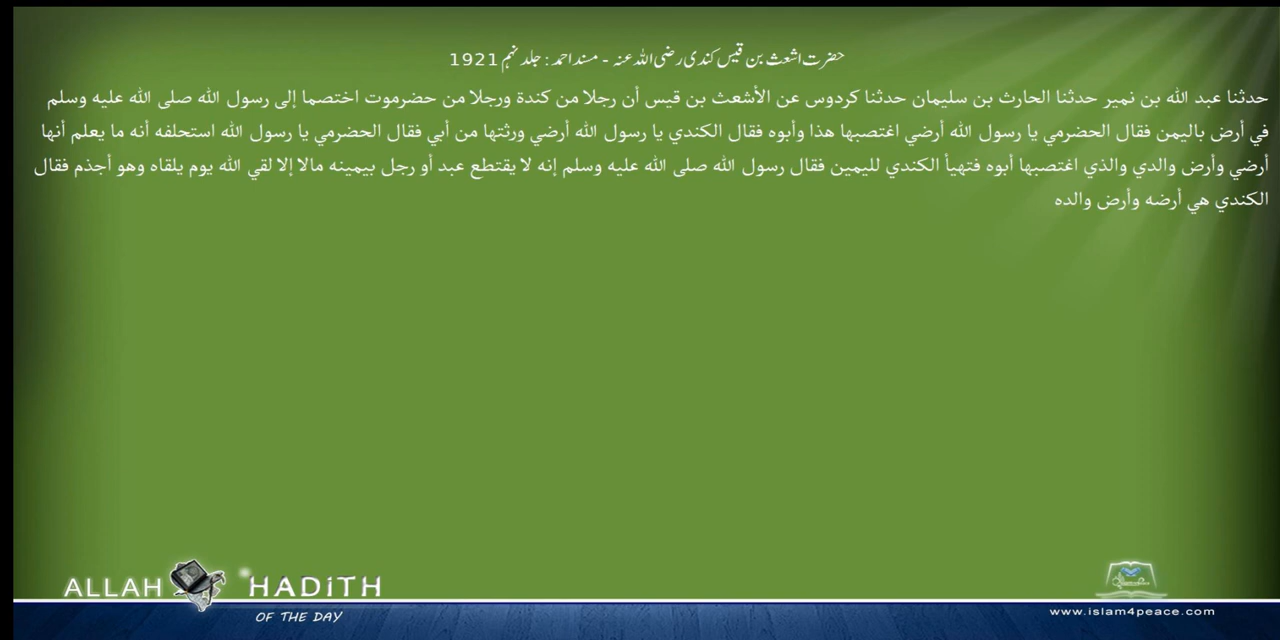 حضرت اشعث بن قیس کندی رضی اللہ عنہ - مسند احمد : جلد نہم 1921
حدثنا عبد الله بن نمير حدثنا الحارث بن سليمان حدثنا كردوس عن الأشعث بن قيس أن رجلا من كندة ورجلا من حضرموت اختصما إلى رسول الله صلى الله عليه وسلم
في أرض باليمن فقال الحضرمي يا رسول الله أرضي اغتصبها هذا وأبوه فقال الكندي يا رسول الله أرضي ورثتها من أبي فقال الحضرمي يا رسول الله استحلفه أنه ما يعلم أنها
أرضي وأرض والدي والذي اغتصبها أبوه فتهيأ الكندي لليمين فقال رسول الله صلى الله عليه وسلم إنه لا يقتطع عبد أو رجل بيمينه مالا إلا لقي الله يوم يلقاه وهو أجذم فقال
الكندي هي أرضه وأرض والده
ALLAH HADITH
OF THE DAY
www.islam4peace.com